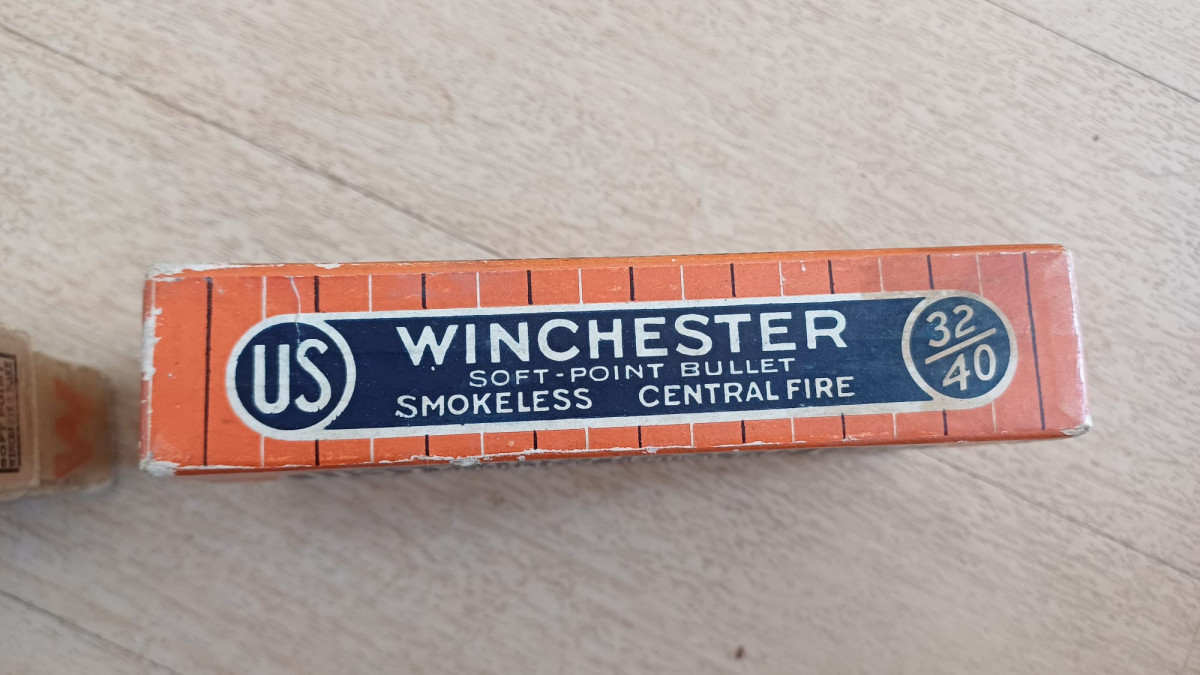 US
WINCHESTER
SOFT-POINT BULLET
SMOKELESS CENTRAL FIRE
32/40
W